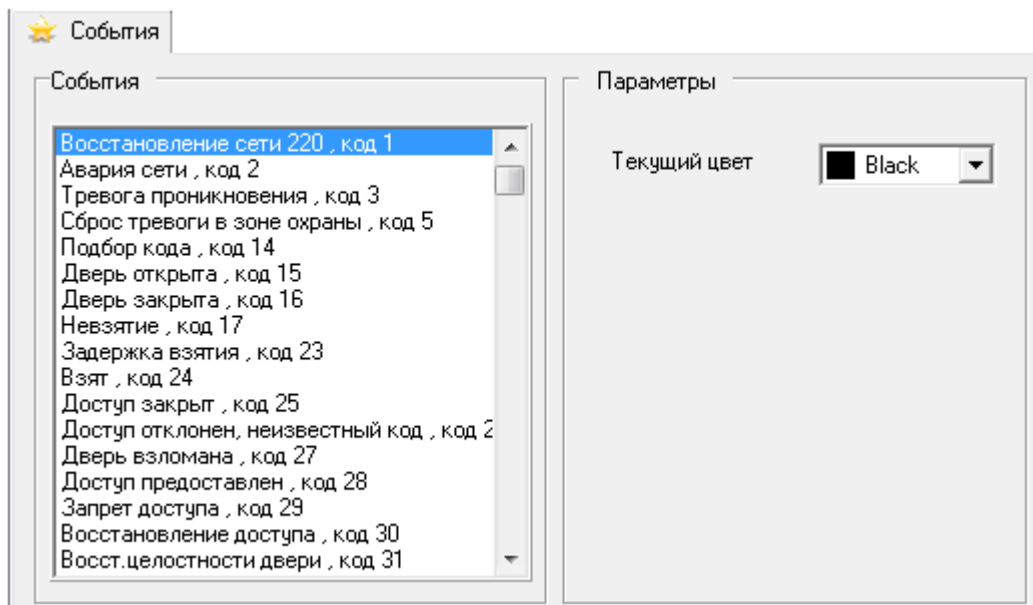 События
События
Восстановление сети 220 , код 1
Авария сети , код 2
Тревога проникновения , код 3
Сброс тревоги в зоне охраны , код 5
Подбор кода , код 14
Дверь открыта , код 15
Дверь закрыта , код 16
Невзятие , код 17
Задержка взятия , код 23
Взят , код 24
Доступ закрыт , код 25
Доступ отклонен, неизвестный код , код 2
Дверь взломана , код 27
Доступ предоставлен , код 28
Запрет доступа , код 29
Восстановление доступа , код 30
Восст.целостности двери , код 31
Параметры
Текущий цвет
Black